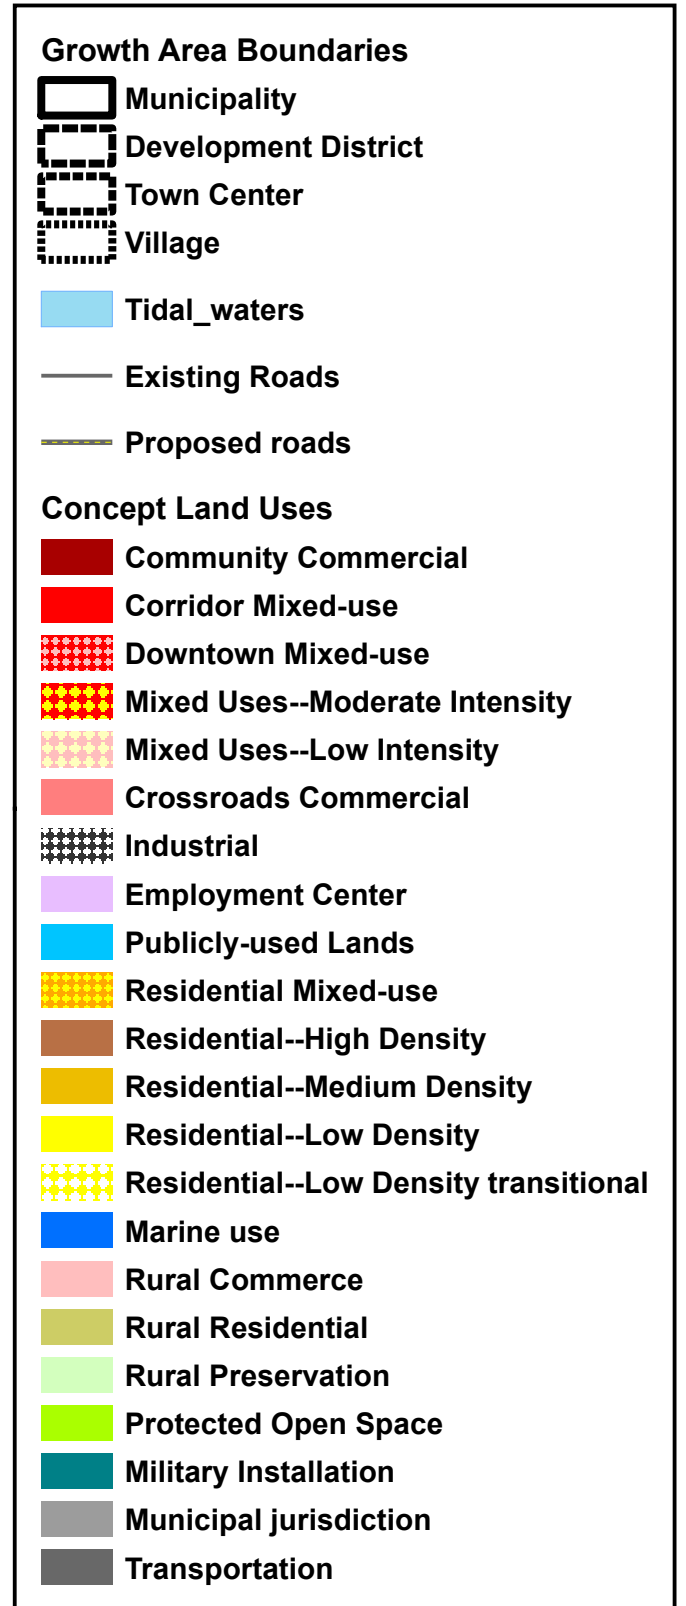 Growth Area Boundaries
Municipality
Development District
Town Center
Village
Tidal_waters
Existing Roads
Proposed roads
Concept Land Uses
Community Commercial
Corridor Mixed-use
Downtown Mixed-use
Mixed Uses--Moderate Intensity
Mixed Uses--Low Intensity
Crossroads Commercial
Industrial
Employment Center
Publicly-used Lands
Residential Mixed-use
Residential--High Density
Residential--Medium Density
Residential--Low Density
Residential--Low Density transitional
Marine use
Rural Commerce
Rural Residential
Rural Preservation
Protected Open Space
Military Installation
Municipal jurisdiction
Transportation